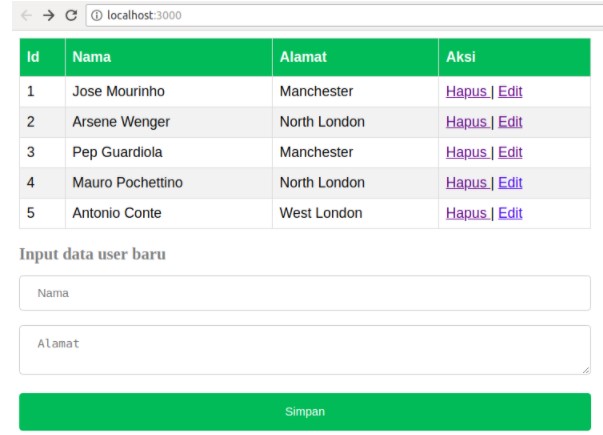 localhost:3000
Id Nama Alamat Aksi
1 Jose Mourinho Manchester Hapus | Edit
2 Arsene Wenger North London Hapus | Edit
3 Pep Guardiola Manchester Hapus | Edit
4 Mauro Pochettino North London Hapus | Edit
5 Antonio Conte West London Hapus | Edit
Input data user baru
Nama
Alamat
Simpan